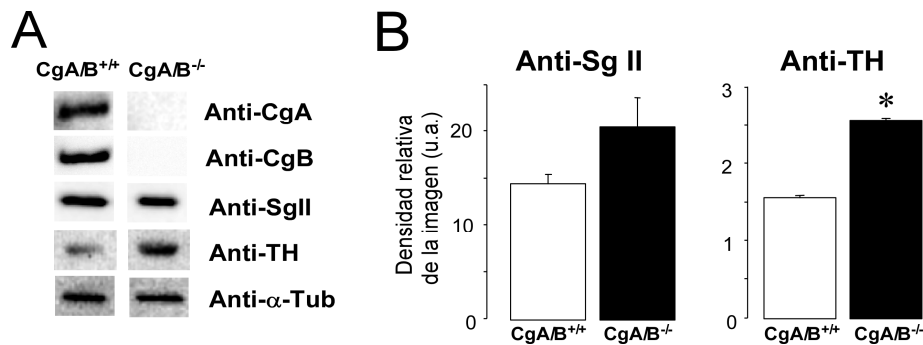 A
CgA/B+/+ CgA/B-/-
Anti-CgA
Anti-CgB
Anti-SgII
Anti-TH
Anti-α-Tub
B
Anti-Sg II
Densidad relativa
de la imagen (u.a.)
20
10
0
CgA/B+/+ CgA/B-/-
Anti-TH
3
2
1
0
*
CgA/B+/+ CgA/B-/-